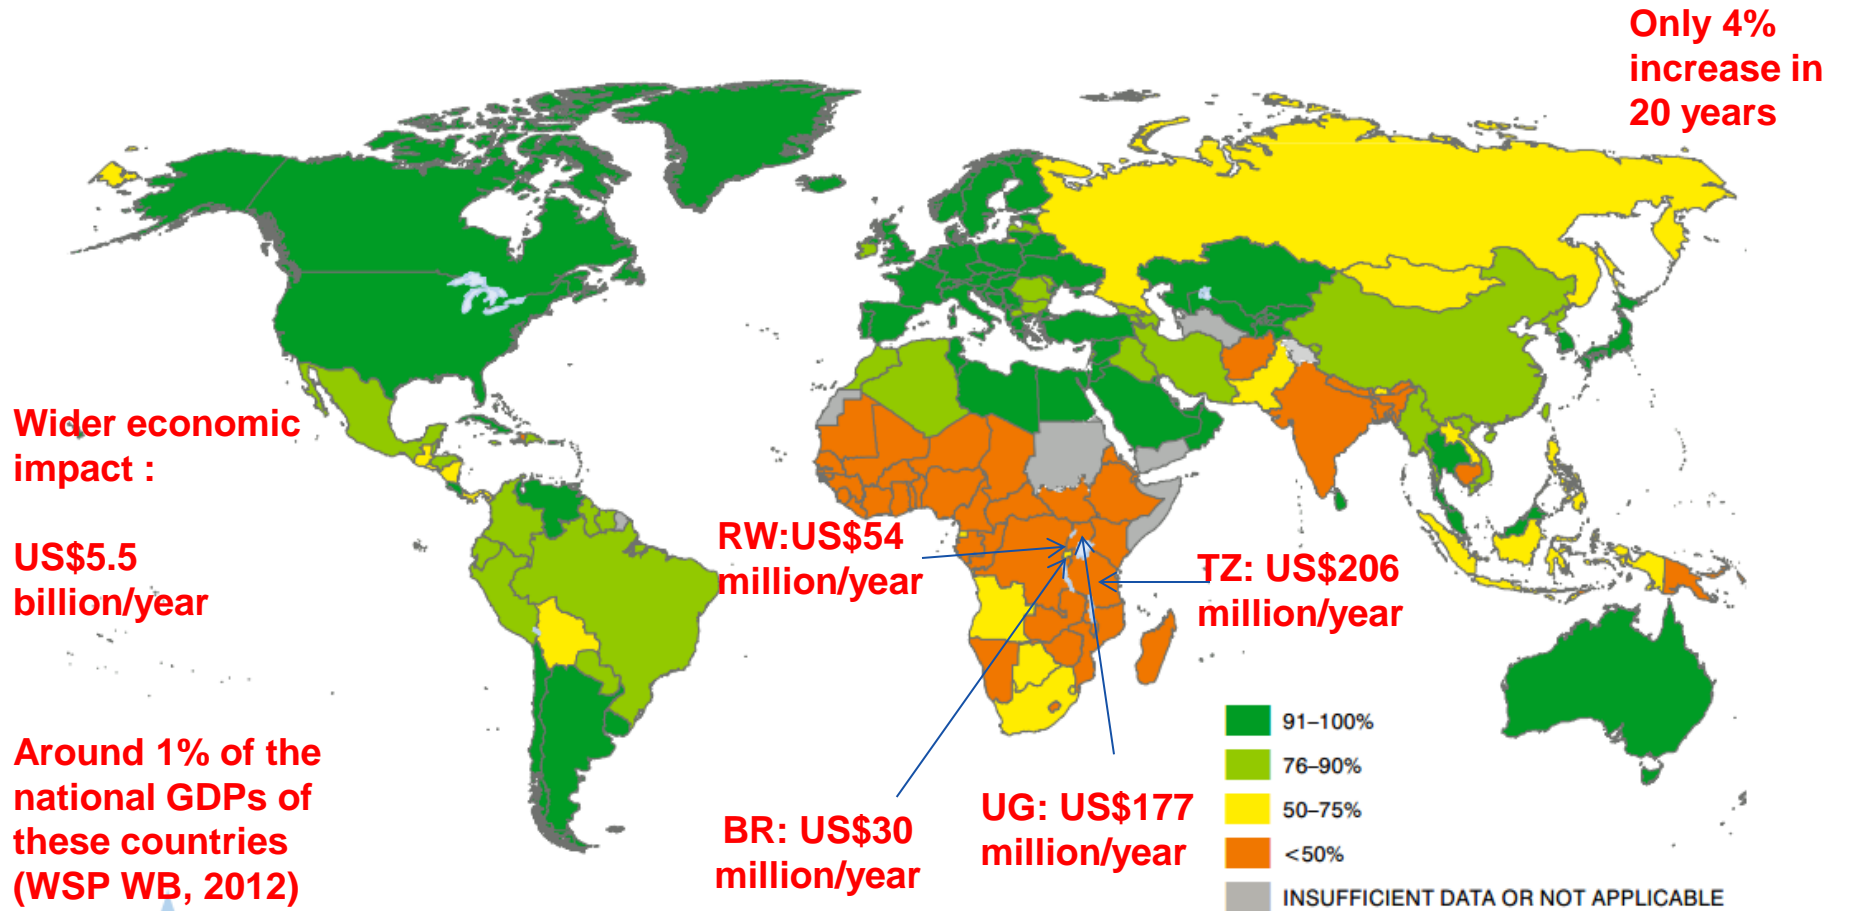 Only 4%
increase in
20 years
Wider economic
impact :
US$5.5
billion/year
Around 1% of the
national GDPs of
these countries
(WSP WB, 2012)
RW:US$54
million/year
TZ: US$206
million/year
BR: US$30
million/year
UG: US$177
million/year
91–100%
76–90%
50–75%
<50%
INSUFFICIENT DATA OR NOT APPLICABLE